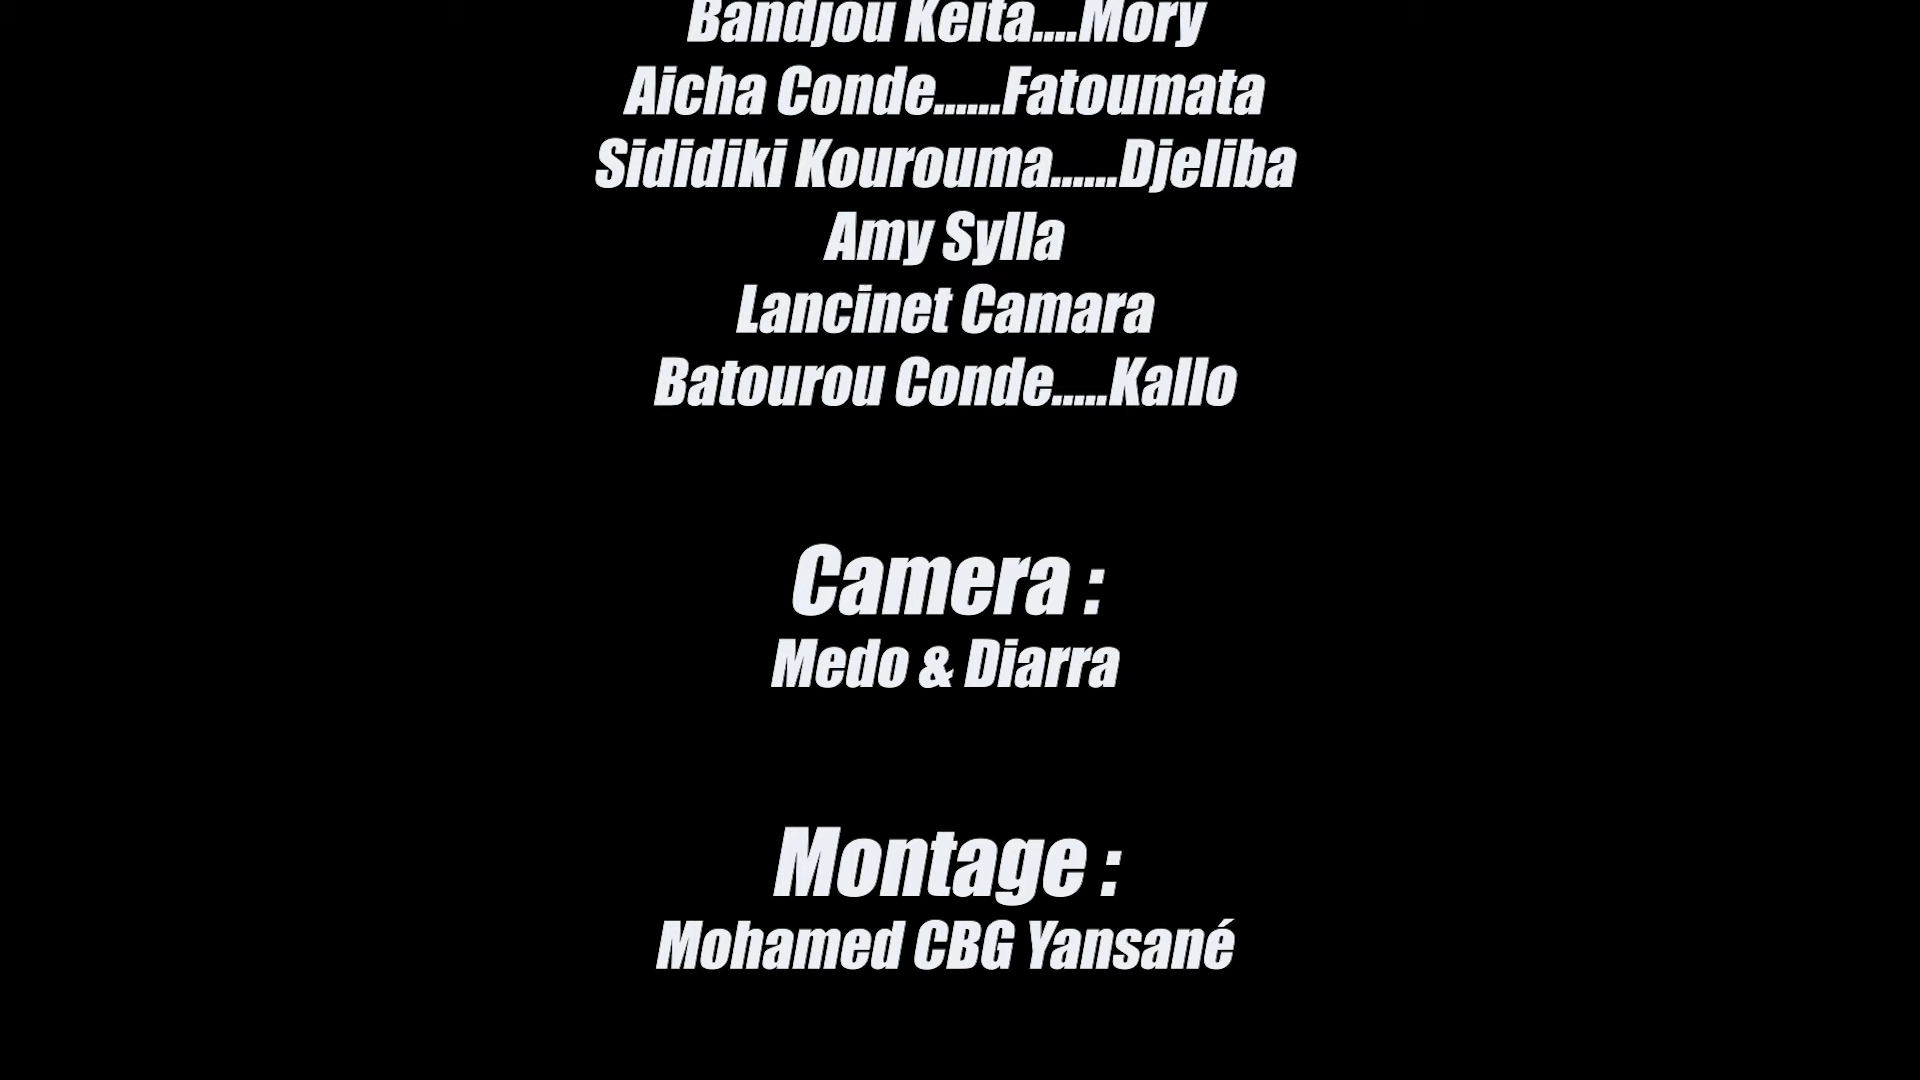 Bandjou Keita....Mory
Aicha Conde......Fatoumata
Sididiki Kourouma......Djeliba
Amy Sylla
Lancinet Camara
Batourou Conde.....Kallo
Camera :
Medo & Diarra
Montage :
Mohamed CBG Yansané